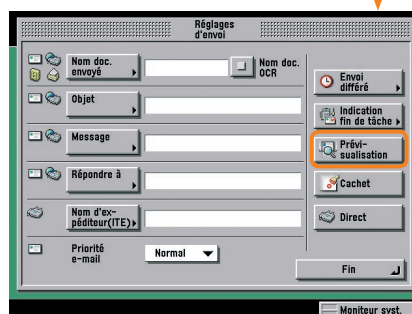 Réglages
d'envoi
Nom doc.
envoyé
Nom doc.
OCR
Objet
Message
Répondre à
Nom d'ex-
péditeur(ITE)
Priorité
e-mail
Normal
Envoi
différé
Indication
fin de tâche
Prévi-
sualisation
Cachet
Direct
Fin
Moniteur syst.